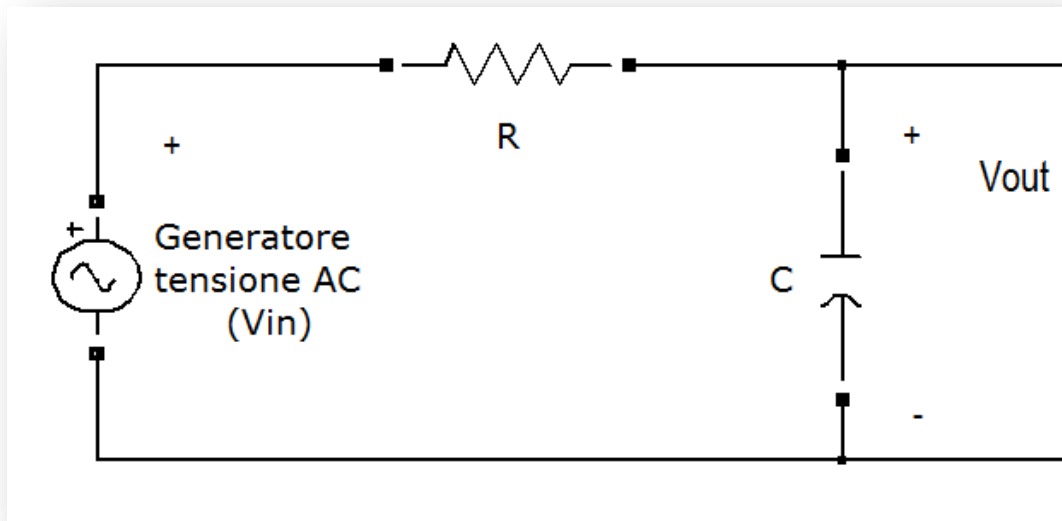 R
+
+
Vout
+
Generatore
tensione AC
(Vin)
C
-